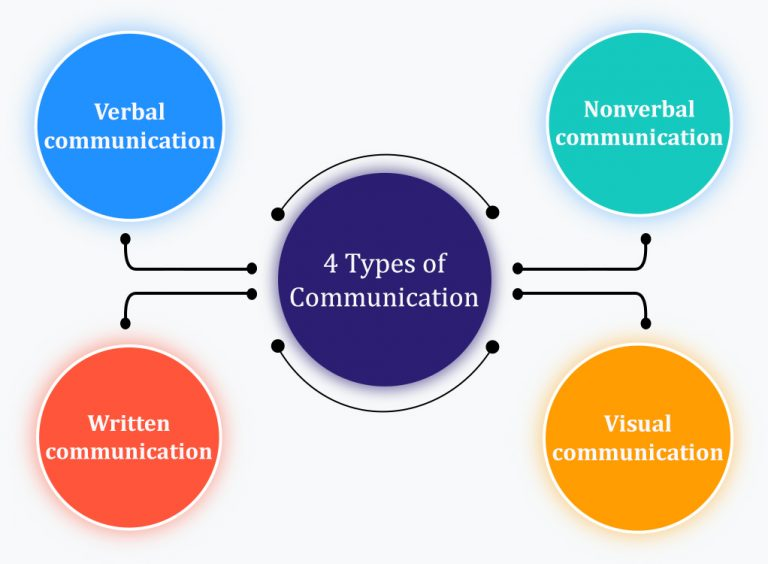 Verbal
communication
Nonverbal
communication
4 Types of
Communication
Written
communication
Visual
communication